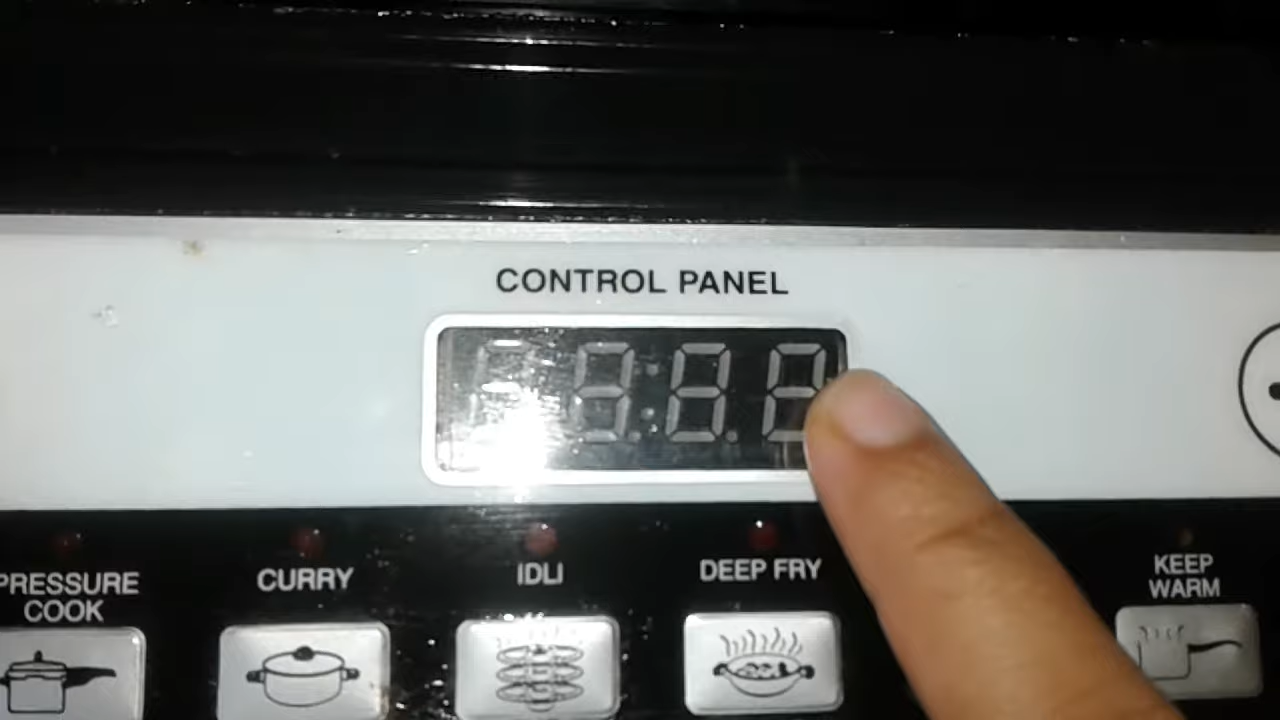 CONTROL PANEL
PRESSURE
COOK
CURRY
IDLI
DEEP FRY
KEEP
WARM